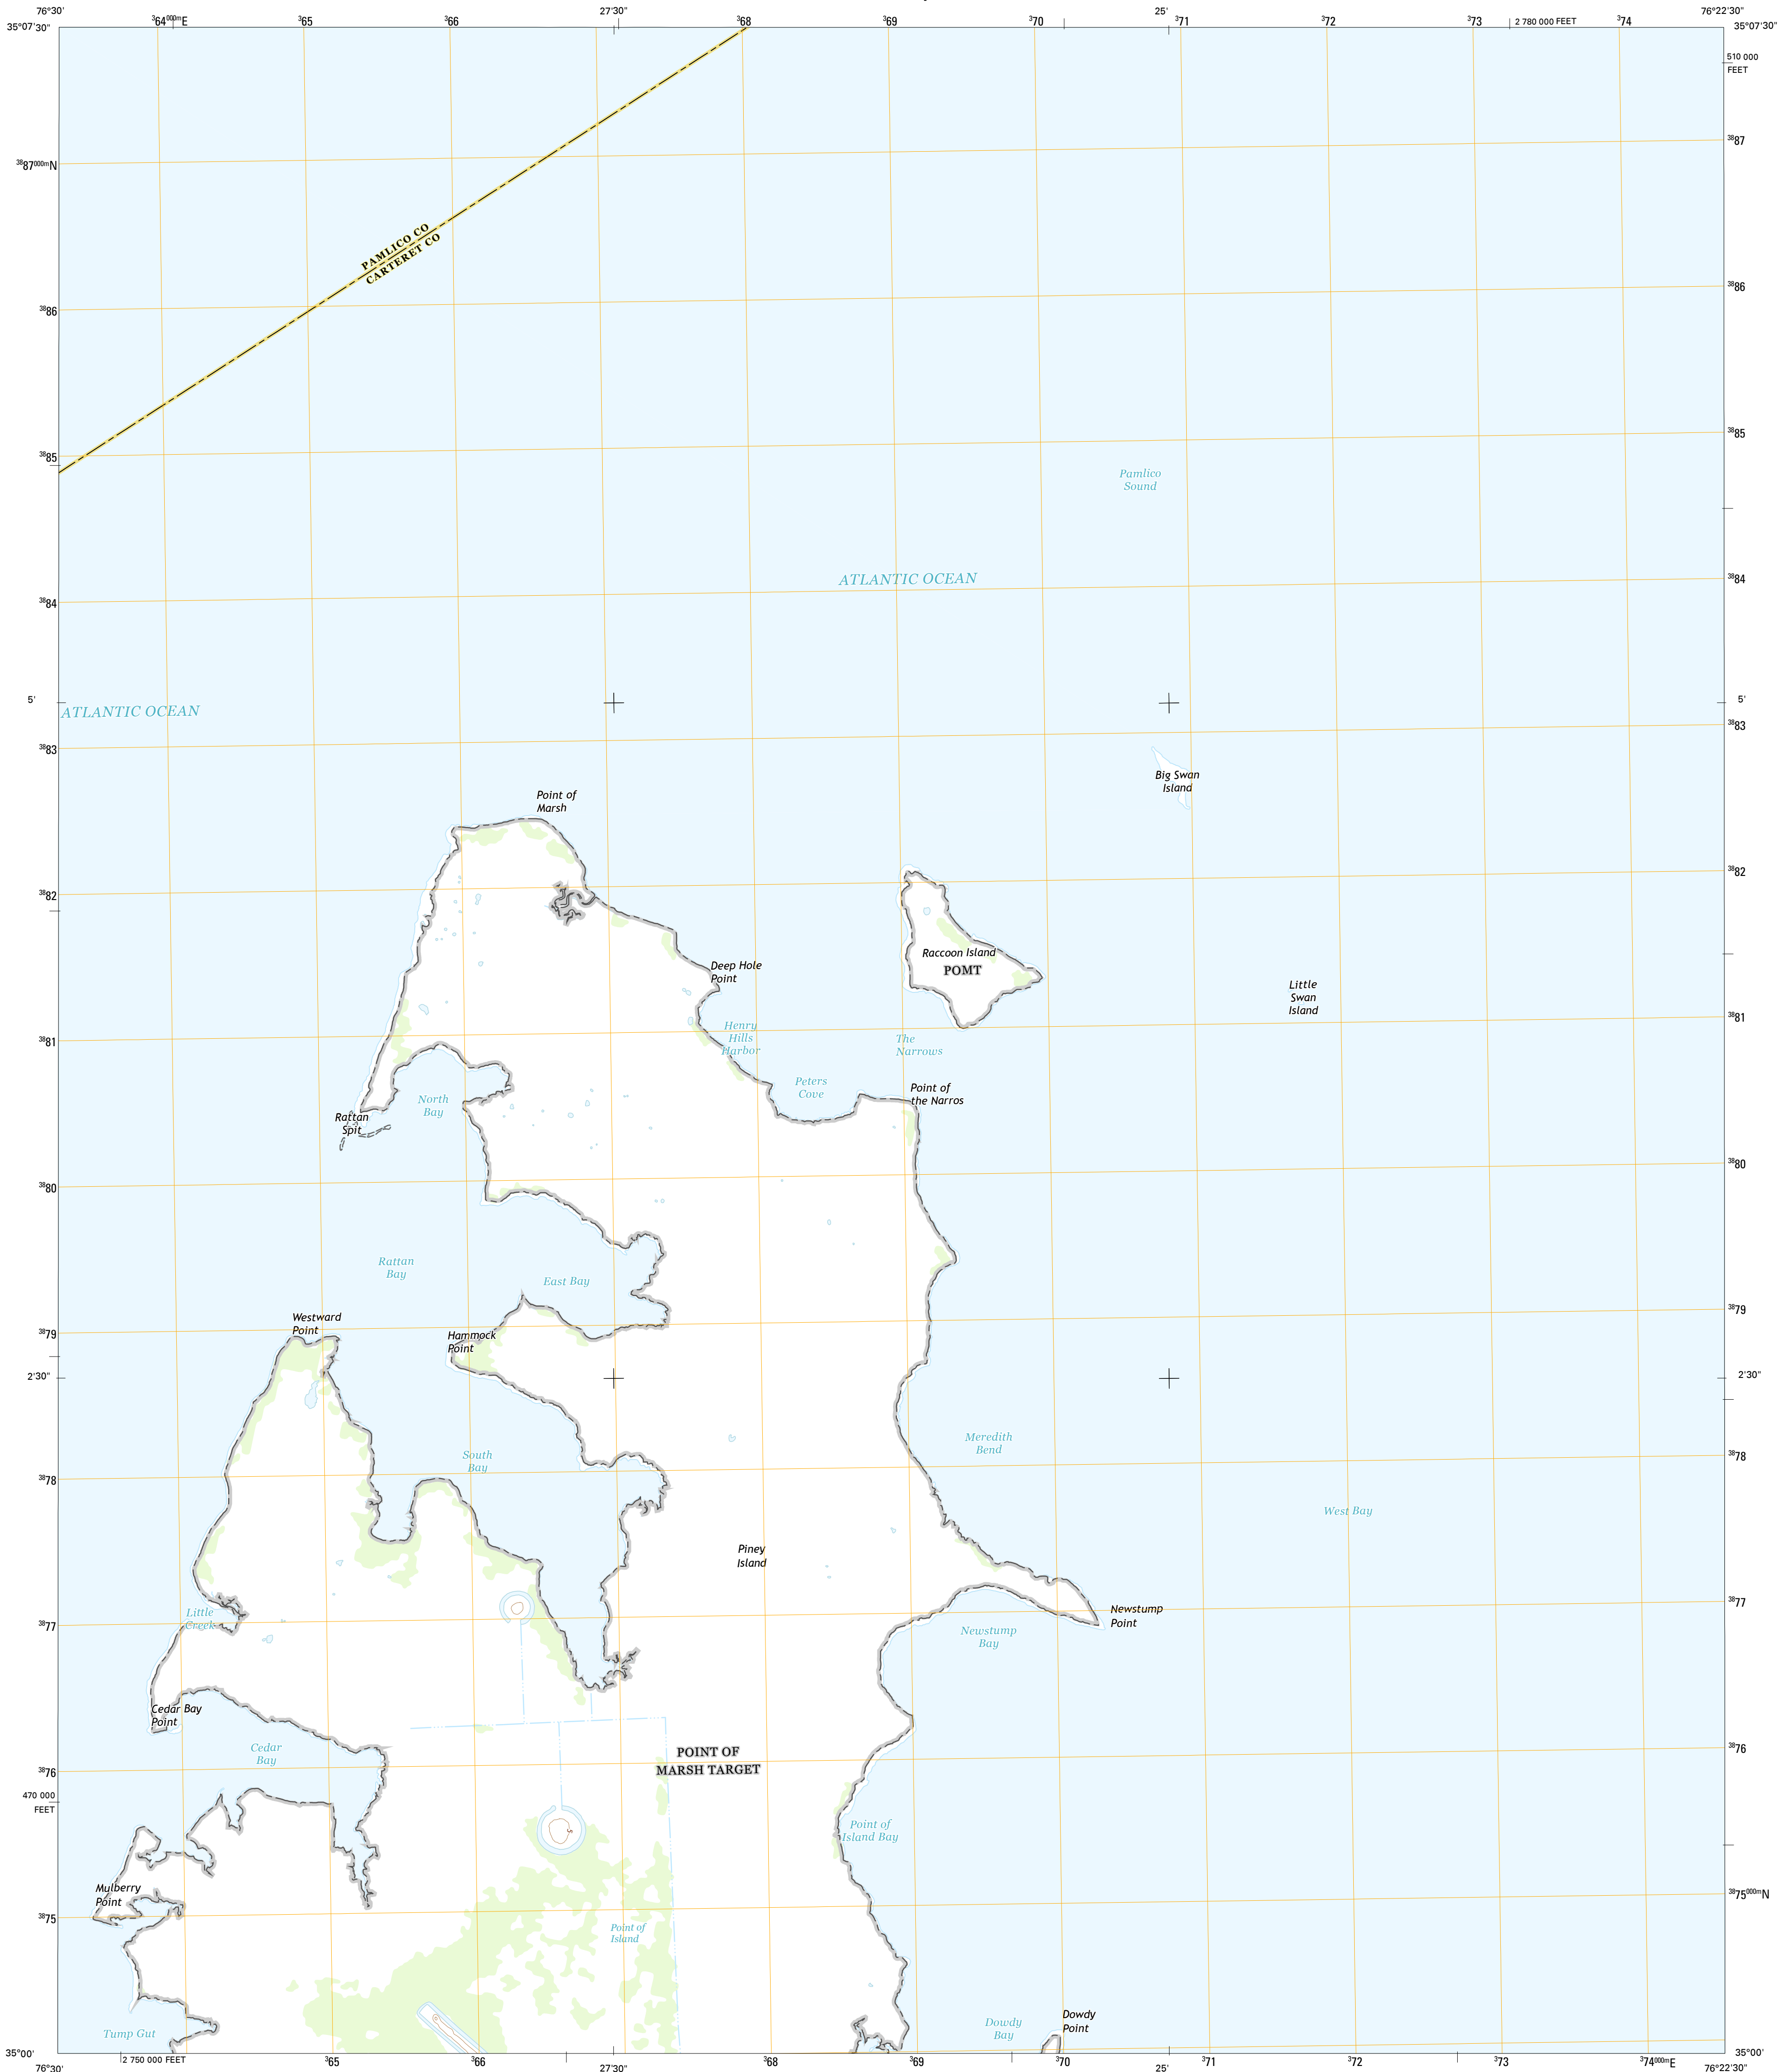 76°30' 27'30" 25' 76°22'30"
³64⁰⁰⁰ᵐE ³65 ³66 ³68 ³69 ³70 ³71 ³72 ³73 2 780 000 FEET ³74
35°07'30" 35°07'30"
510 000
FEET
³⁸87⁰⁰⁰ᵐN ³⁸87
PAMLICO CO
CARTERET CO
³⁸86 ³⁸86
³⁸85 ³⁸85
Pamlico
Sound
ATLANTIC OCEAN
³⁸84 ³⁸84
5' 5'
ATLANTIC OCEAN
³⁸83 ³⁸83
Big Swan
Island
Point of
Marsh
³⁸82 ³⁸82
Raccoon Island
POMT
Deep Hole
Point
Little
Swan
Island
³⁸81 ³⁸81
Henry
Hills
Harbor
The
Narrows
Peters
Cove
Point of
the Narros
North
Bay
Rattan
Spit
³⁸80 ³⁸80
Rattan
Bay
East Bay
Westward
Point
Hammock
Point
³⁸79 ³⁸79
2'30" 2'30"
Meredith
Bend
South
Bay
³⁸78 ³⁸78
West Bay
Piney
Island
Little
Creek
Newstump
Point
³⁸77 ³⁸77
Newstump
Bay
Cedar Bay
Point
Cedar
Bay
POINT OF
MARSH TARGET
³⁸76 ³⁸76
470 000
FEET
Point of
Island Bay
5
Mulberry
Point
³⁸75 ³⁸75⁰⁰⁰ᵐN
Point of
Island
Tump Gut
Dowdy
Bay
Dowdy
Point
35°00' 35°00'
2 750 000 FEET ³65 ³66 ³68 ³69 ³70 ³71 ³72 ³73 ³74⁰⁰⁰ᵐE
76°30' 27'30" 25' 76°22'30"